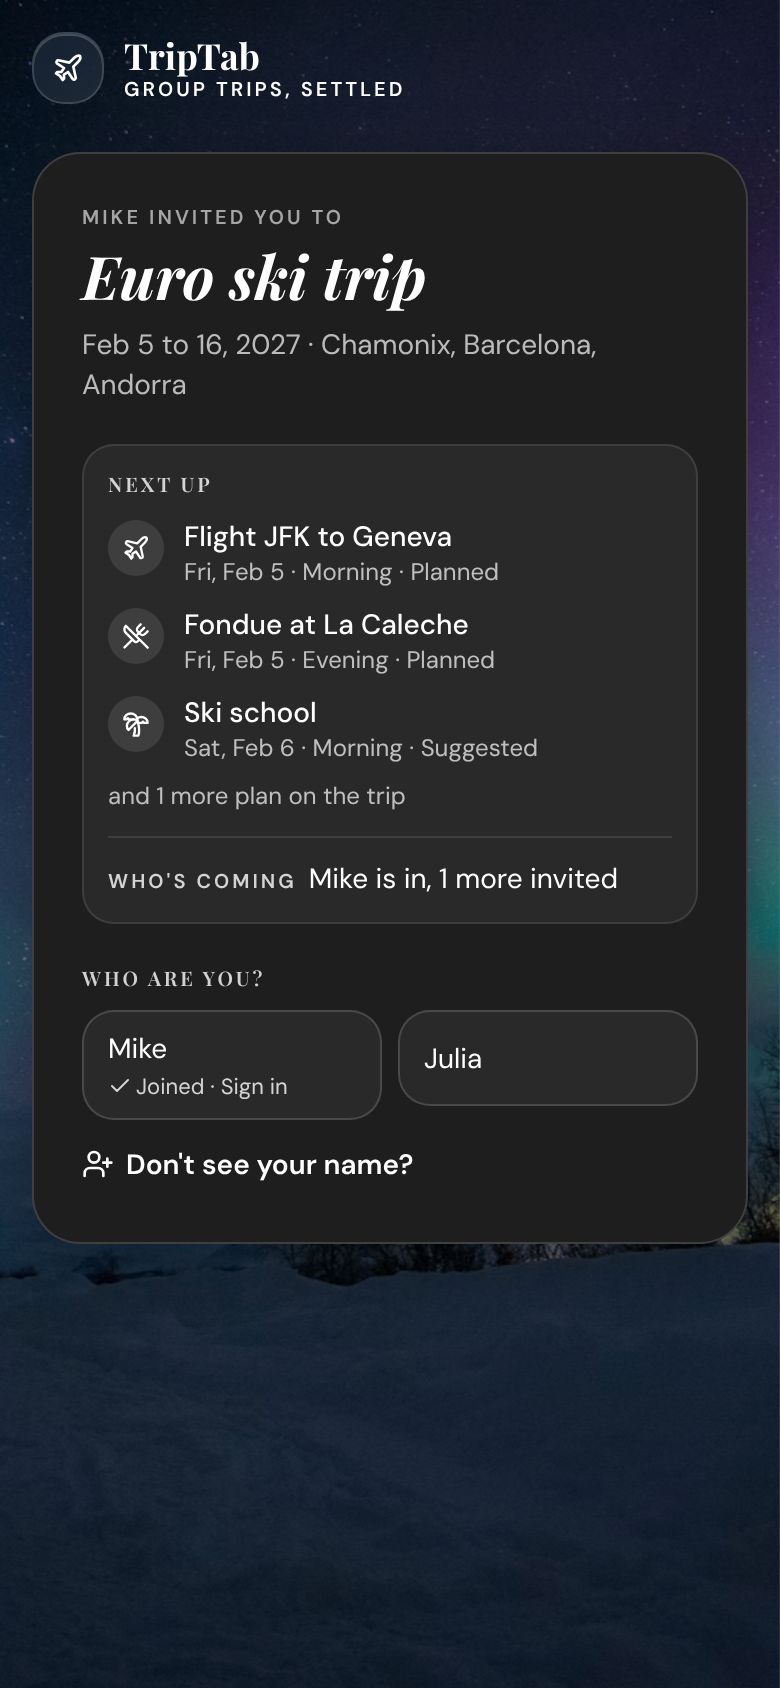 TripTab
GROUP TRIPS, SETTLED
MIKE INVITED YOU TO
Euro ski trip
Feb 5 to 16, 2027 · Chamonix, Barcelona,
Andorra
NEXT UP
Flight JFK to Geneva
Fri, Feb 5 · Morning · Planned
Fondue at La Caleche
Fri, Feb 5 · Evening · Planned
Ski school
Sat, Feb 6 · Morning · Suggested
and 1 more plan on the trip
WHO'S COMING Mike is in, 1 more invited
WHO ARE YOU?
Mike
✓ Joined · Sign in
Julia
Don't see your name?